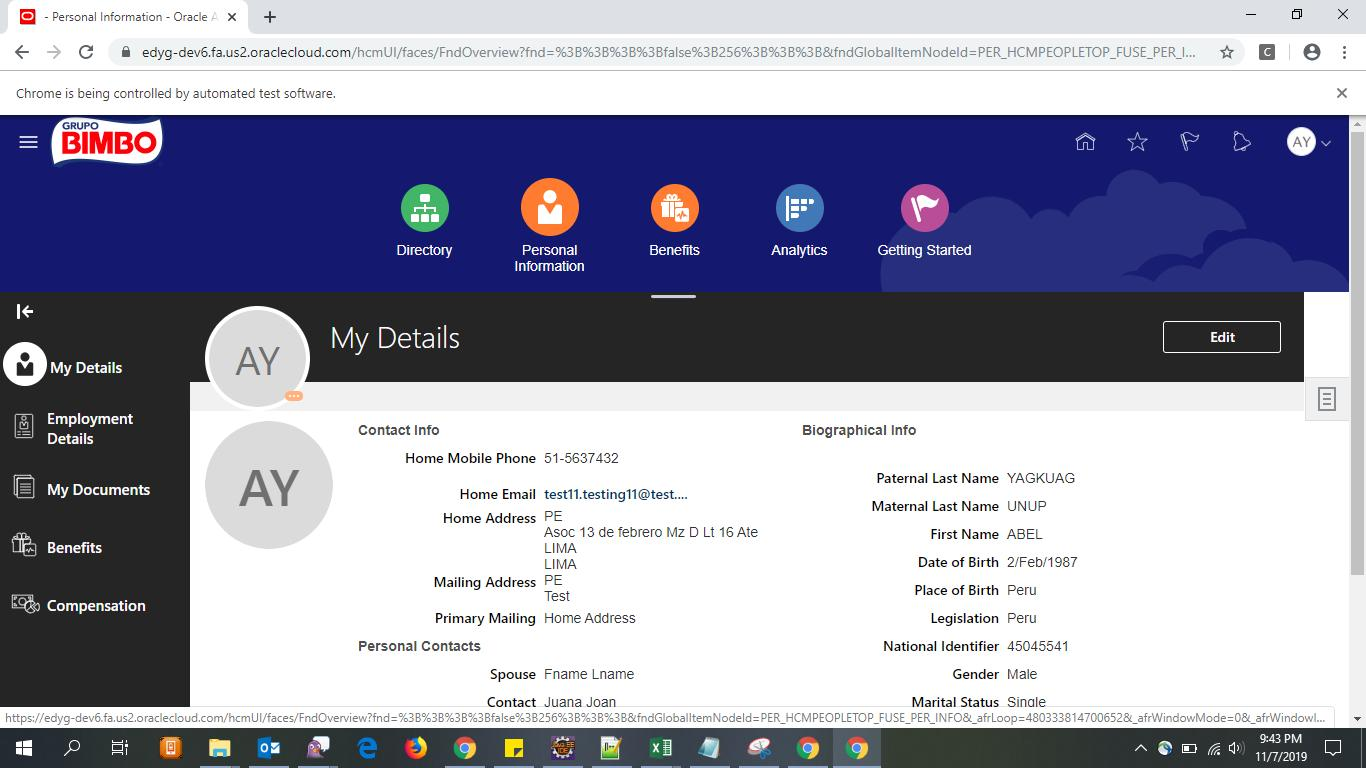 - Personal Information - Oracle A
edyg-dev6.fa.us2.oraclecloud.com/hcmUI/faces/FndOverview?fnd=%3B%3B%3B%3Bfalse%3B256%3B%3B%3B&fndGlobalItemNodeId=PER_HCMPEOPLETOP_FUSE_PER_I...
C
Chrome is being controlled by automated test software.
GRUPO
BIMBO
AY
Directory
Personal
Information
Benefits
Analytics
Getting Started
AY
My Details
Edit
My Details
Employment
Details
My Documents
Benefits
Compensation
AY
Contact Info
Home Mobile Phone 51-5637432
Home Email test11.testing11@test....
Home Address PE
Asoc 13 de febrero Mz D Lt 16 Ate
LIMA
LIMA
Mailing Address PE
Test
Primary Mailing Home Address
Personal Contacts
Spouse Fname Lname
Contact Juana Joan
Biographical Info
Paternal Last Name YAGKUAG
Maternal Last Name UNUP
First Name ABEL
Date of Birth 2/Feb/1987
Place of Birth Peru
Legislation Peru
National Identifier 45045541
Gender Male
Marital Status Single
https://edyg-dev6.fa.us2.oraclecloud.com/hcmUI/faces/FndOverview?fnd=%3B%3B%3B%3Bfalse%3B256%3B%3B%3B&fndGlobalItemNodeId=PER_HCMPEOPLETOP_FUSE_PER_INFO&_afrLoop=480333814700652&_afrWindowMode=0&_afrWindowI...
9:43 PM
11/7/2019